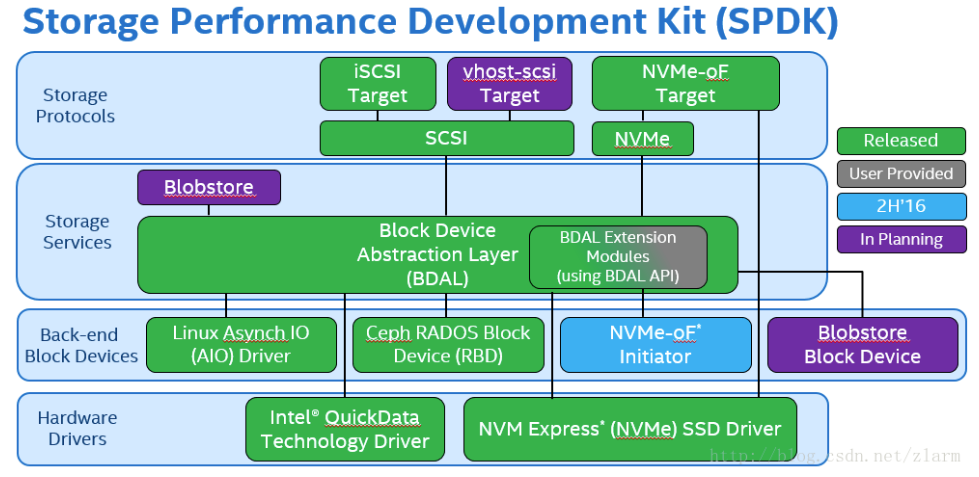 Storage Performance Development Kit (SPDK)
Storage
Protocols
iSCSI
Target
vhost-scsi
Target
NVMe-oF
Target
SCSI
NVMe
Released
User Provided
2H'16
In Planning
Storage
Services
Blobstore
Block Device
Abstraction Layer
(BDAL)
BDAL Extension
Modules
(using BDAL API)
Back-end
Block Devices
Linux Asynch IO
(AIO) Driver
Ceph RADOS Block
Device (RBD)
NVMe-oF*
Initiator
Blobstore
Block Device
Hardware
Drivers
Intel® QuickData
Technology Driver
NVM Express* (NVMe) SSD Driver
http://blog.csdn.net/zlarm